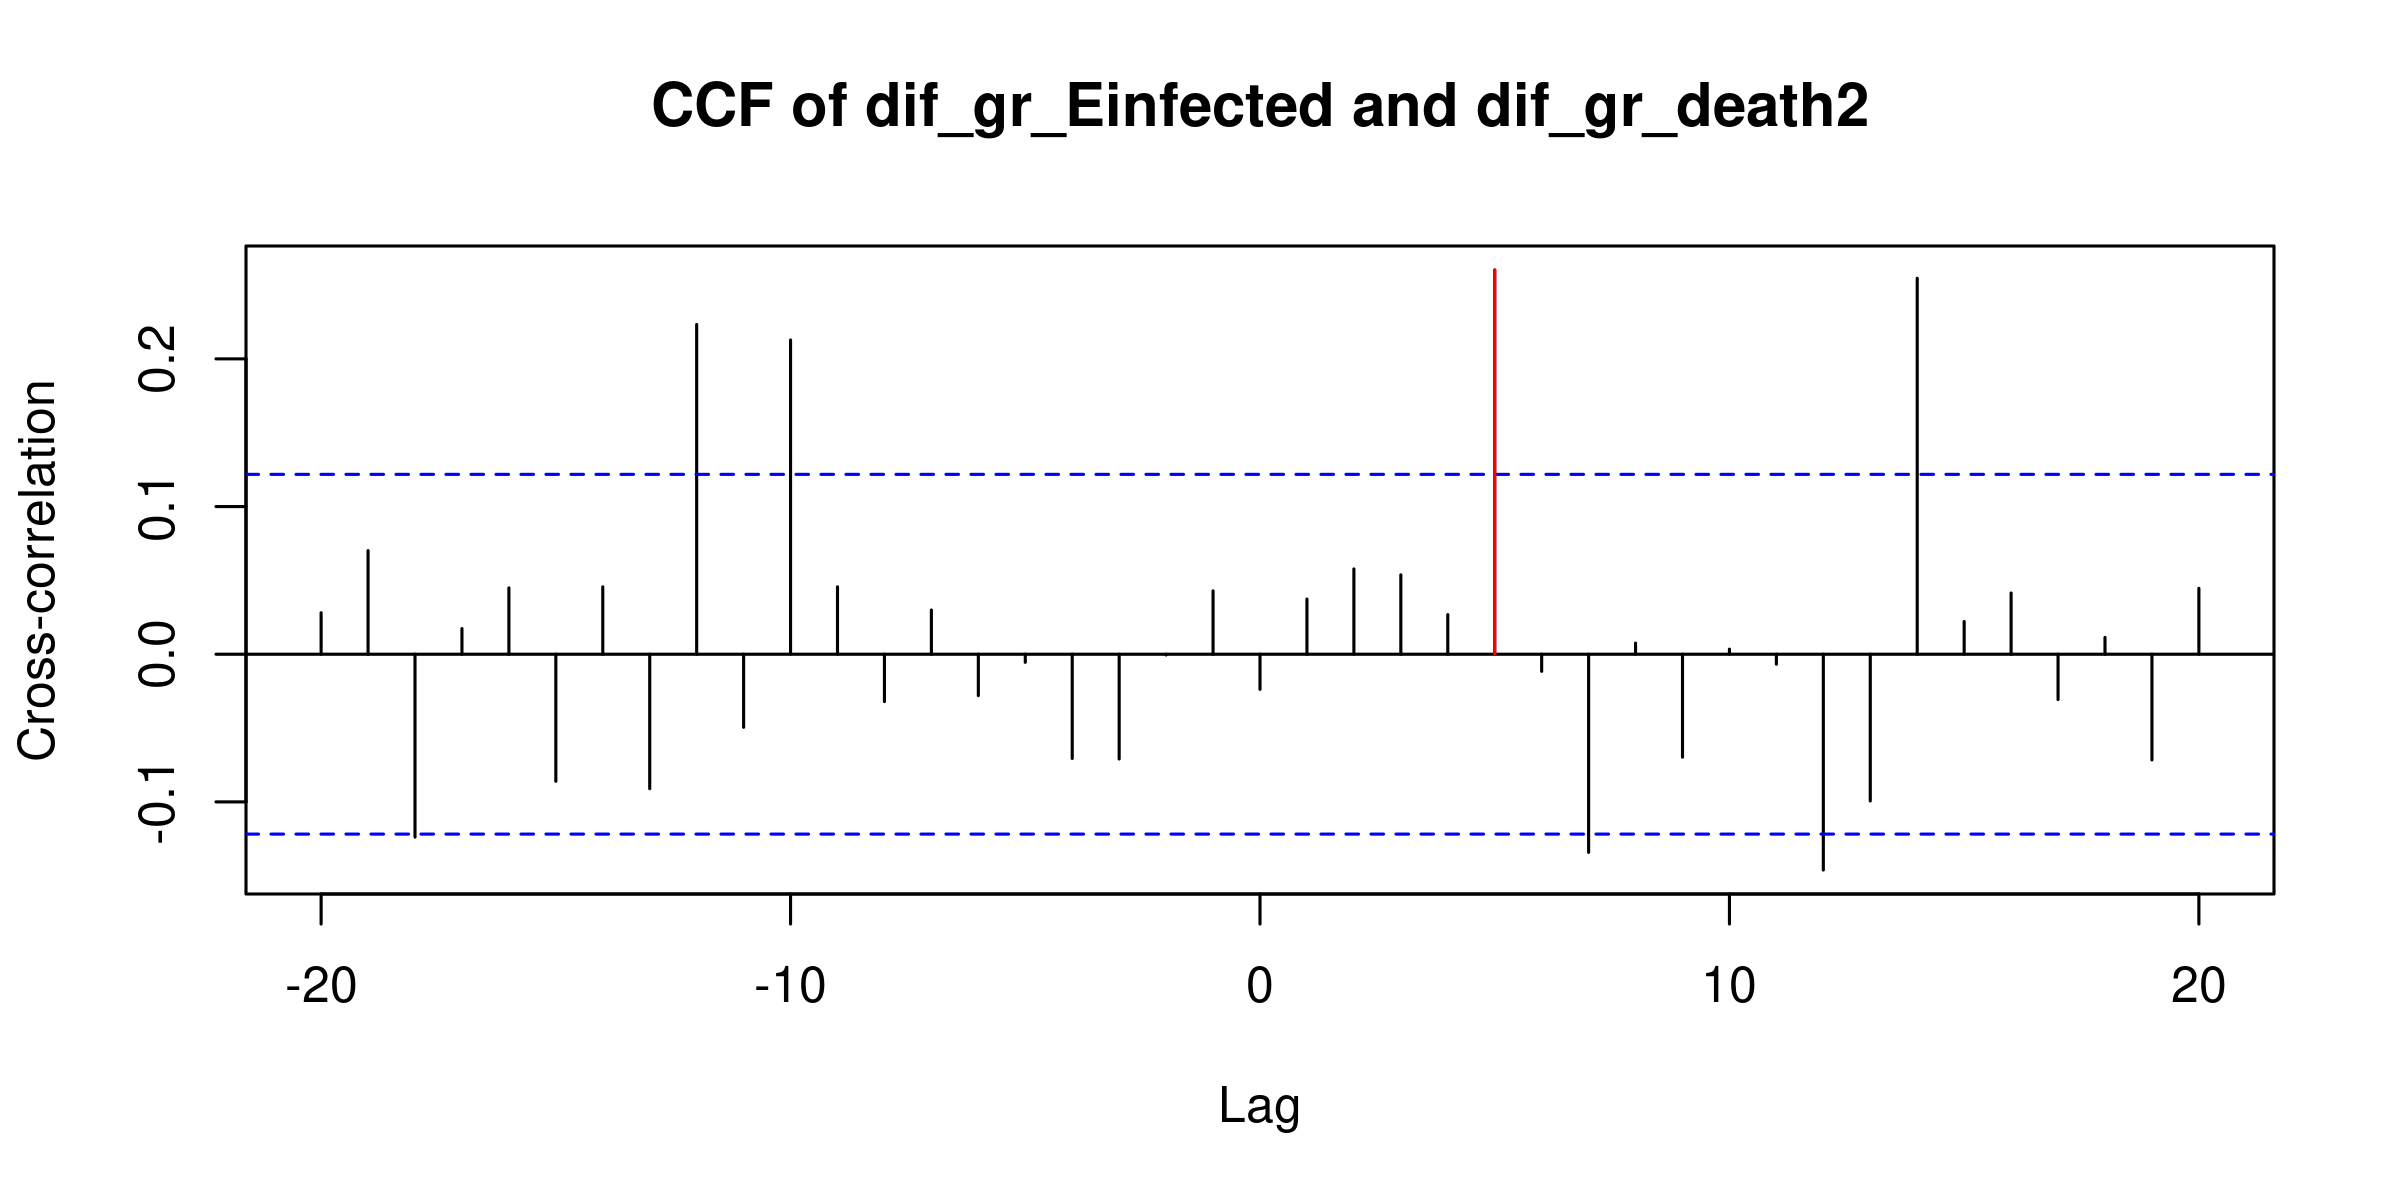 CCF of dif_gr_Einfected and dif_gr_death2
Cross-correlation
0.2
0.1
0.0
-0.1
-20 -10 0 10 20
Lag